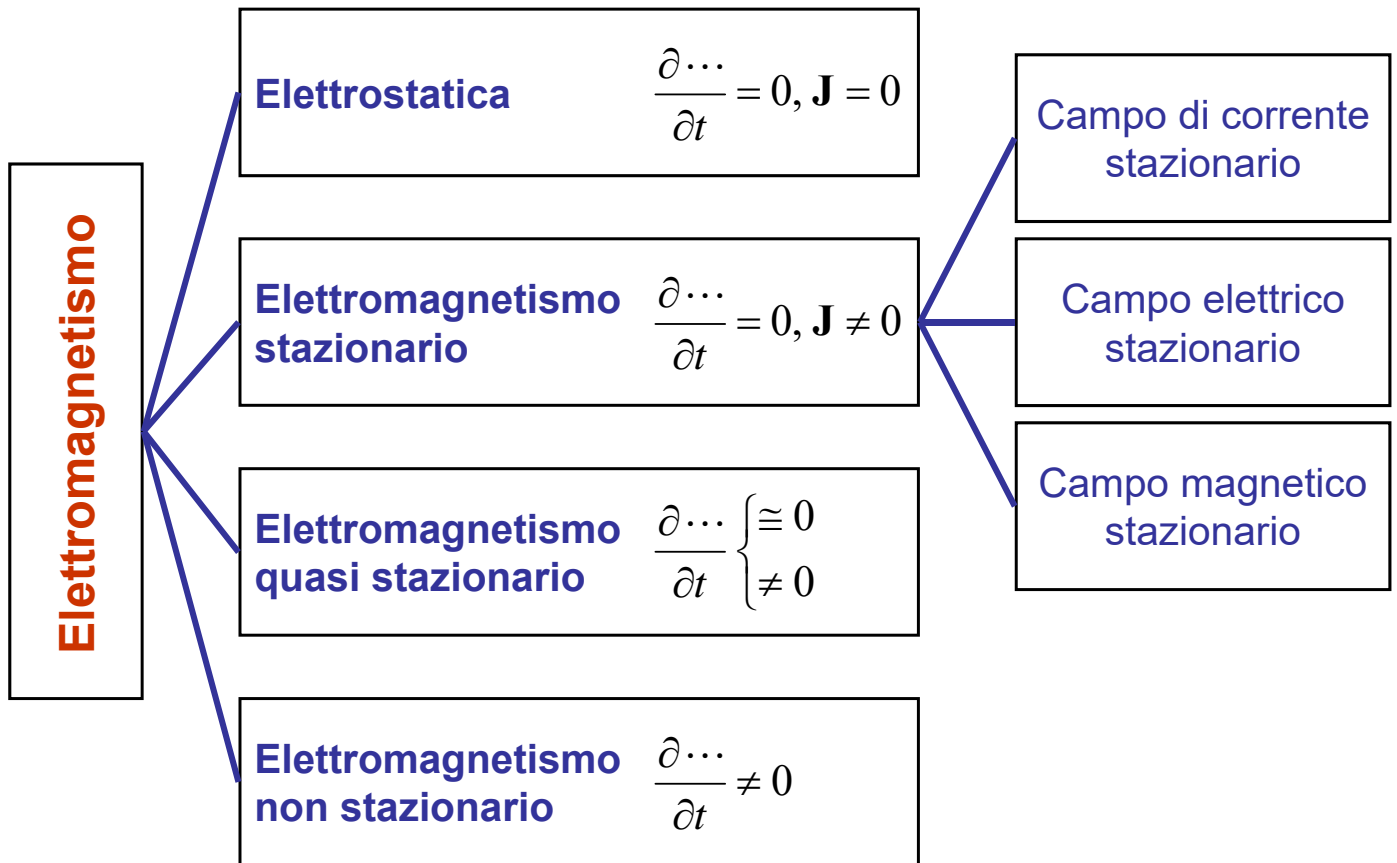 Elettromagnetismo
Elettrostatica ∂⋯/∂t = 0, J = 0
Elettromagnetismo
stazionario ∂⋯/∂t = 0, J ≠ 0
Elettromagnetismo
quasi stazionario ∂⋯/∂t { ≅ 0
≠ 0
Elettromagnetismo
non stazionario ∂⋯/∂t ≠ 0
Campo di corrente
stazionario
Campo elettrico
stazionario
Campo magnetico
stazionario